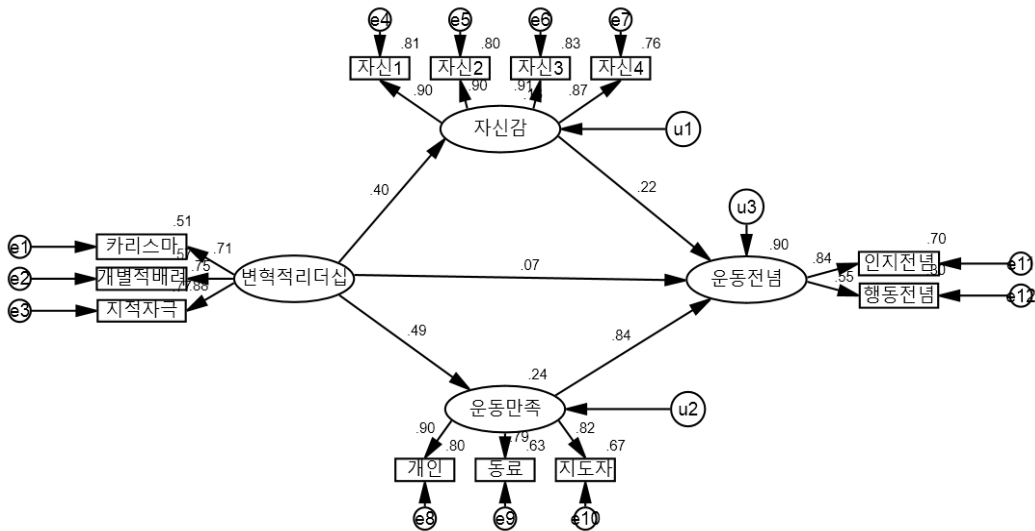 e4
e5
e6
e7
.81
.80
.83
.76
자신1
자신2
자신3
자신4
.90
.90
.91
.87
자신감
u1
.40
.22
u3
.51
e1
카리스마
.71
.90
.84
.70
인지전념
e11
e2
개별적배려
.75
변혁적리더십
.07
운동전념
.55
e3
지적자극
.77
.88
행동전념
e12
.49
.84
.24
운동만족
u2
.90
.80
.79
.63
.82
.67
개인
동료
지도자
e8
e9
e10